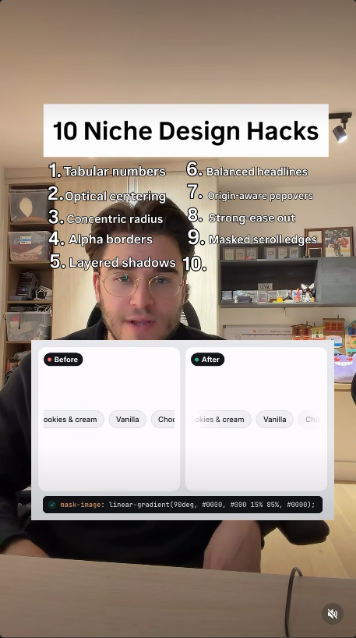 10 Niche Design Hacks
1. Tabular numbers
2. Optical centering
3. Concentric radius
4. Alpha borders
5. Layered shadows
6. Balanced headlines
7. Origin-aware popovers
8. Strong ease out
9. Masked scroll edges
10.
Before
ookies & cream Vanilla Choc
After
okies & cream Vanilla Cho
mask-image: linear-gradient(90deg, #0000, #000 15% 85%, #0000);